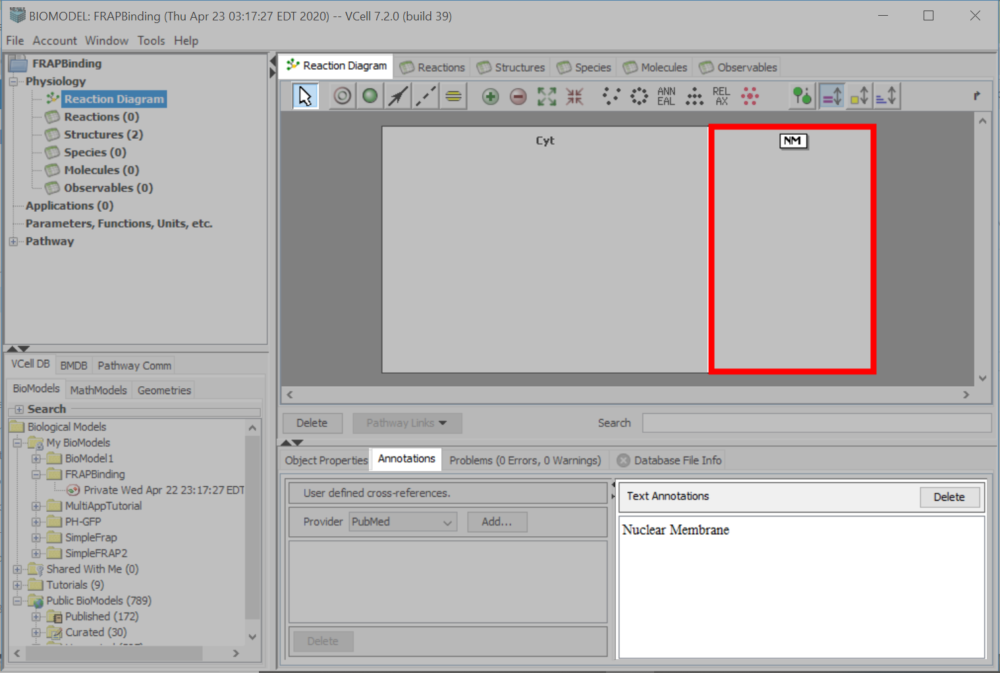 BIOMODEL: FRAPBinding (Thu Apr 23 03:17:27 EDT 2020) -- VCell 7.2.0 (build 39)
File Account Window Tools Help
FRAPBinding
Physiology
Reaction Diagram
Reactions (0)
Structures (2)
Species (0)
Molecules (0)
Observables (0)
Applications (0)
Parameters, Functions, Units, etc.
Pathway
VCell DB BMDB Pathway Comm
BioModels MathModels Geometries
Search
Biological Models
My BioModels
BioModel1
FRAPBinding
Private Wed Apr 22 23:17:27 EDT
MultiAppTutorial
PH-GFP
SimpleFrap
SimpleFRAP2
Shared With Me (0)
Tutorials (9)
Public BioModels (789)
Published (172)
Curated (30)
Reaction Diagram Reactions Structures Species Molecules Observables
ANN EAL REL AX
Cyt NM
Delete Pathway Links Search
Object Properties Annotations Problems (0 Errors, 0 Warnings) Database File Info
User defined cross-references.
Provider PubMed Add...
Delete
Text Annotations Delete
Nuclear Membrane